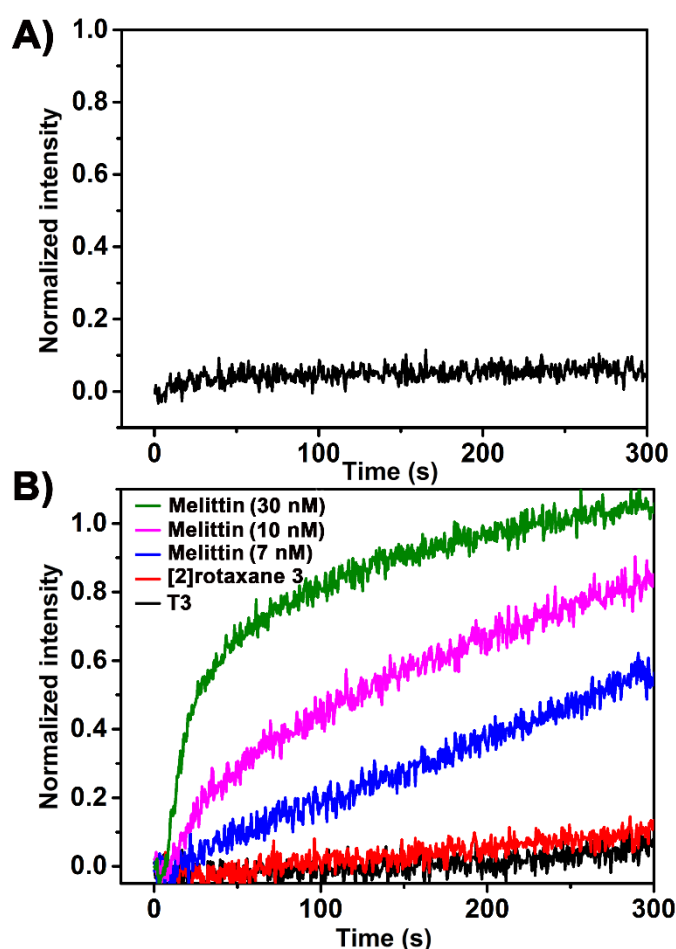 A)
1.0
0.8
0.6
0.4
0.2
0.0
Normalized intensity
0 100 200 300
Time (s)
B)
Melittin (30 nM)
Melittin (10 nM)
Melittin (7 nM)
[2]rotaxane 3
T3
1.0
0.8
0.6
0.4
0.2
0.0
Normalized intensity
0 100 200 300
Time (s)